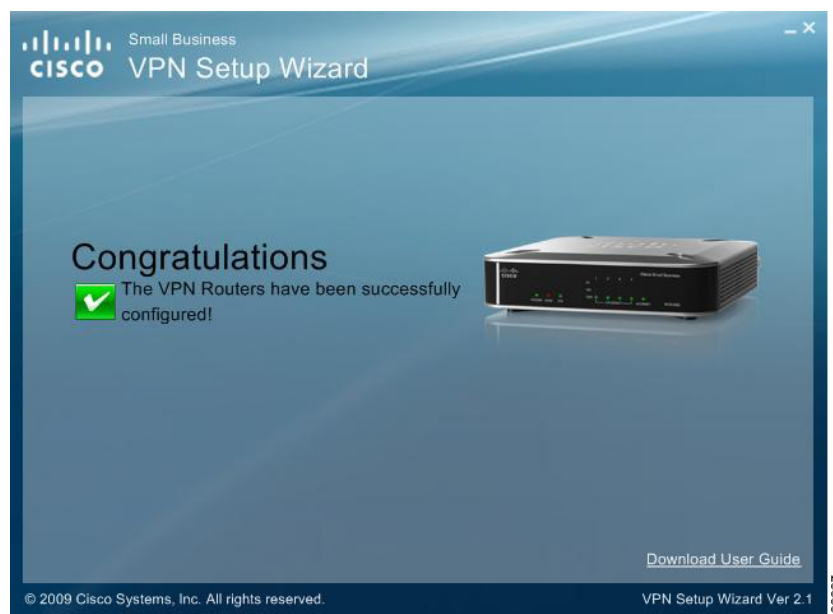 Small Business
CISCO VPN Setup Wizard
Congratulations
The VPN Routers have been successfully
configured!
CISCO
Download User Guide
© 2009 Cisco Systems, Inc. All rights reserved.
VPN Setup Wizard Ver 2.1